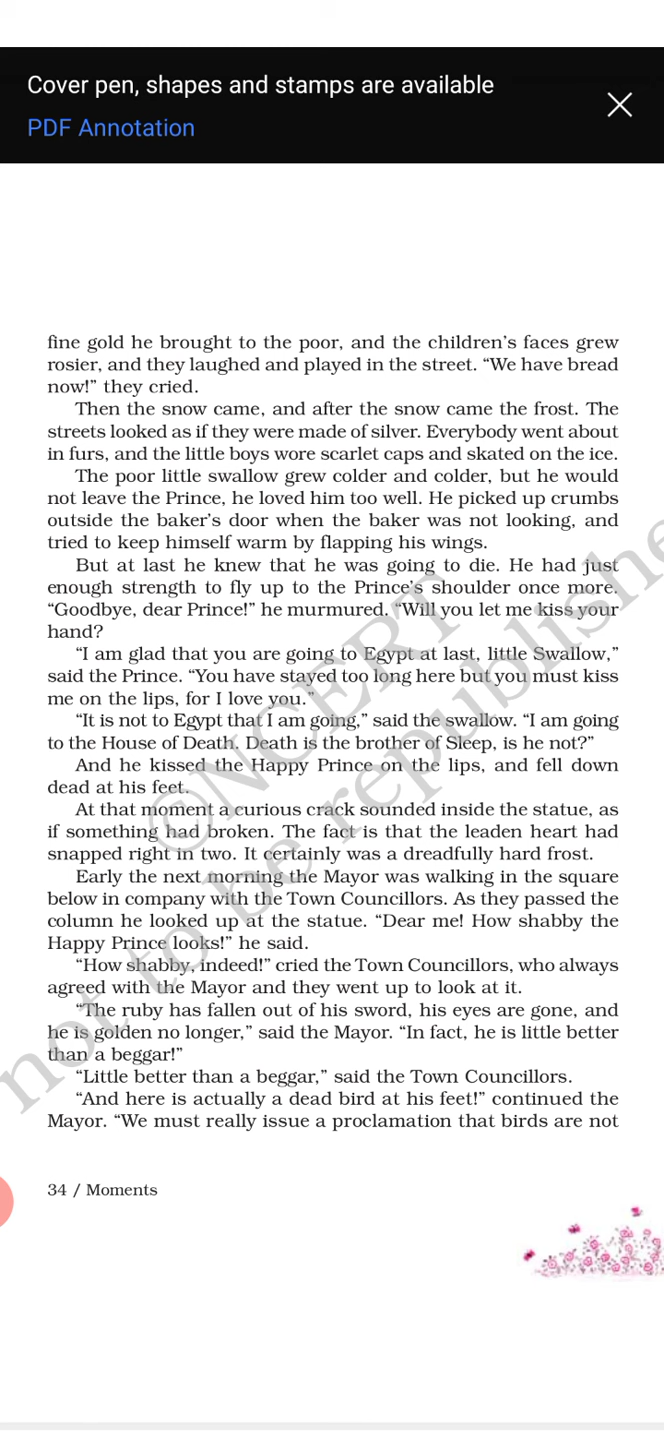 Cover pen, shapes and stamps are available
PDF Annotation
fine gold he brought to the poor, and the children’s faces grew
rosier, and they laughed and played in the street. “We have bread
now!” they cried.
Then the snow came, and after the snow came the frost. The
streets looked as if they were made of silver. Everybody went about
in furs, and the little boys wore scarlet caps and skated on the ice.
The poor little swallow grew colder and colder, but he would
not leave the Prince, he loved him too well. He picked up crumbs
outside the baker’s door when the baker was not looking, and
tried to keep himself warm by flapping his wings.
But at last he knew that he was going to die. He had just
enough strength to fly up to the Prince’s shoulder once more.
“Goodbye, dear Prince!” he murmured. “Will you let me kiss your
hand?
“I am glad that you are going to Egypt at last, little Swallow,”
said the Prince. “You have stayed too long here but you must kiss
me on the lips, for I love you.”
“It is not to Egypt that I am going,” said the swallow. “I am going
to the House of Death. Death is the brother of Sleep, is he not?”
And he kissed the Happy Prince on the lips, and fell down
dead at his feet.
At that moment a curious crack sounded inside the statue, as
if something had broken. The fact is that the leaden heart had
snapped right in two. It certainly was a dreadfully hard frost.
Early the next morning the Mayor was walking in the square
below in company with the Town Councillors. As they passed the
column he looked up at the statue. “Dear me! How shabby the
Happy Prince looks!” he said.
“How shabby, indeed!” cried the Town Councillors, who always
agreed with the Mayor and they went up to look at it.
“The ruby has fallen out of his sword, his eyes are gone, and
he is golden no longer,” said the Mayor. “In fact, he is little better
than a beggar!”
“Little better than a beggar,” said the Town Councillors.
“And here is actually a dead bird at his feet!” continued the
Mayor. “We must really issue a proclamation that birds are not
34 / Moments
©NCERT
not to be republishe